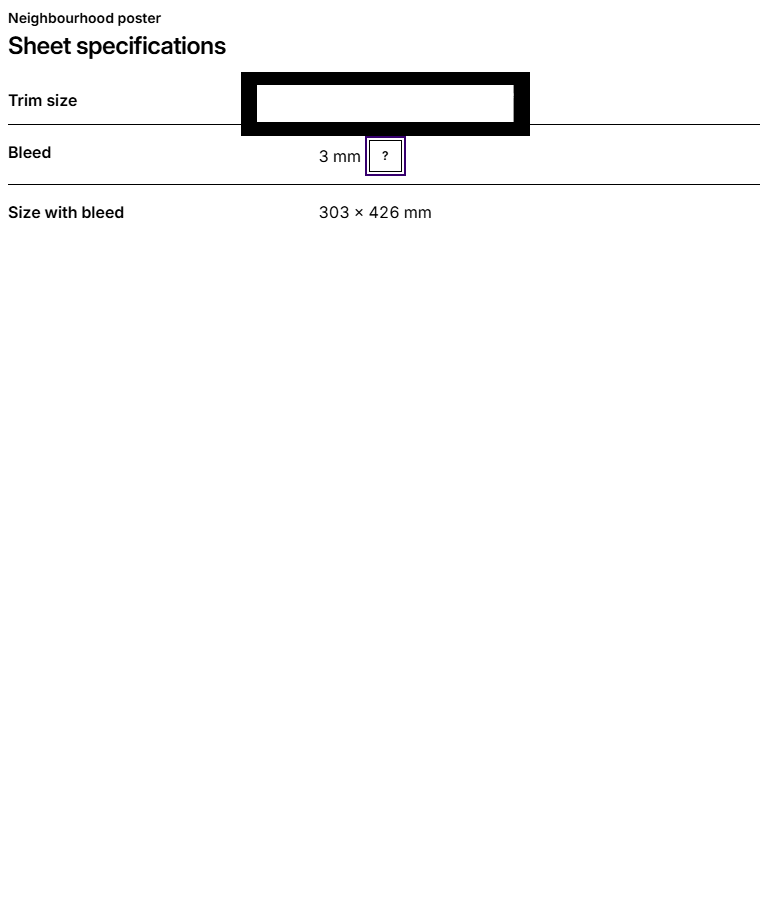 Neighbourhood poster
Sheet specifications
Trim size
Bleed
3 mm ?
Size with bleed
303 × 426 mm